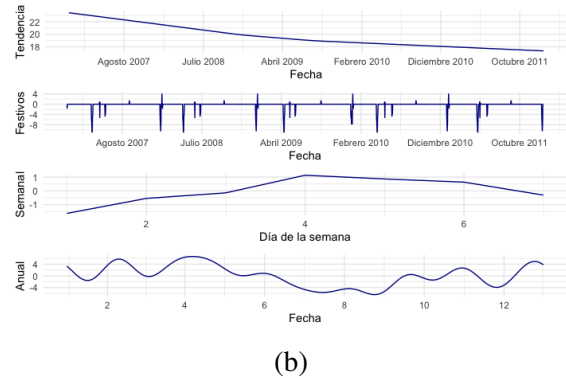 Tendencia
22
20
18
Agosto 2007 Julio 2008 Abril 2009 Febrero 2010 Diciembre 2010 Octubre 2011
Fecha
Festivos
4
0
-4
-8
Agosto 2007 Julio 2008 Abril 2009 Febrero 2010 Diciembre 2010 Octubre 2011
Fecha
Semanal
1
0
-1
2 4 6
Día de la semana
Anual
4
0
-4
2 4 6 8 10 12
Fecha
(b)